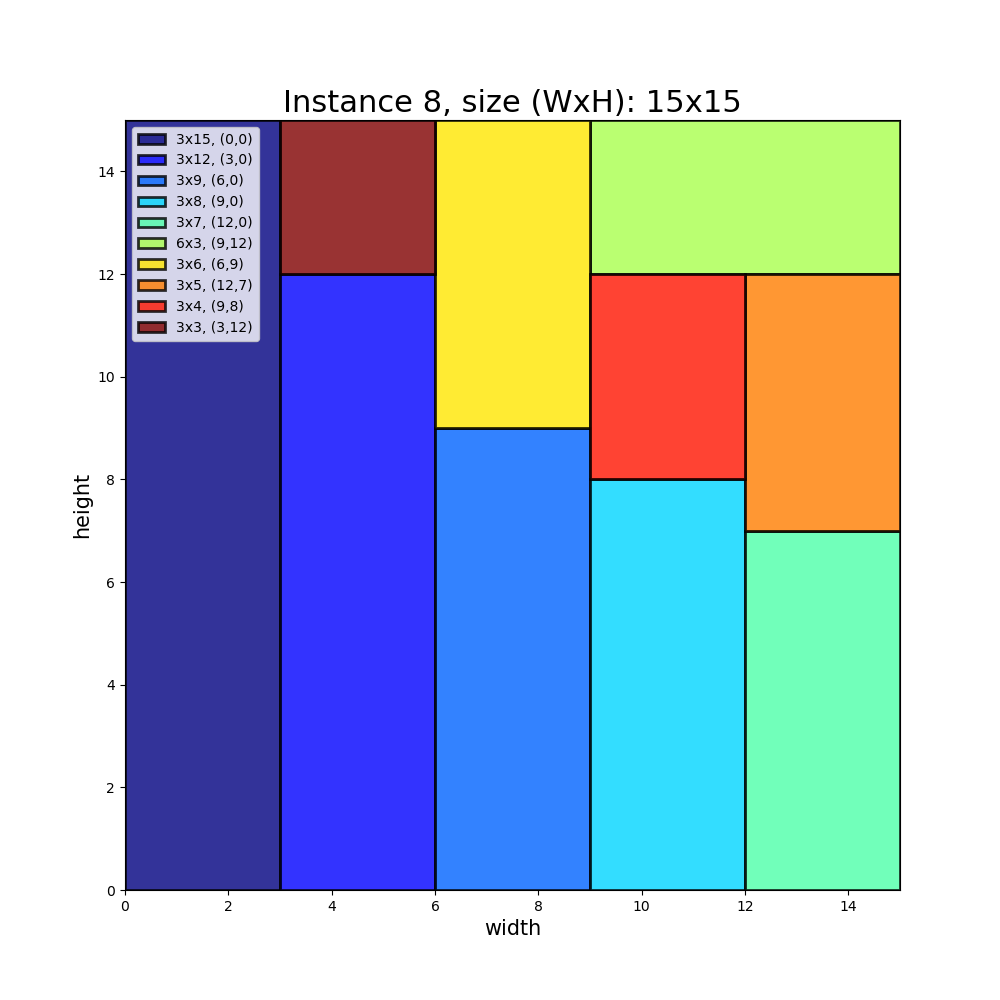 Instance 8, size (WxH): 15x15
3x15, (0,0)
3x12, (3,0)
3x9, (6,0)
3x8, (9,0)
3x7, (12,0)
6x3, (9,12)
3x6, (6,9)
3x5, (12,7)
3x4, (9,8)
3x3, (3,12)
14
12
10
8
6
4
2
0
height
0 2 4 6 8 10 12 14
width